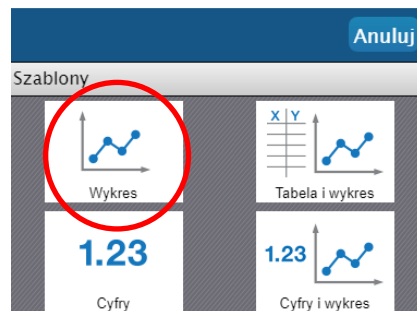 Anuluj
Szablony
Wykres
X Y
Tabela i wykres
1.23
Cyfry
1.23
Cyfry i wykres